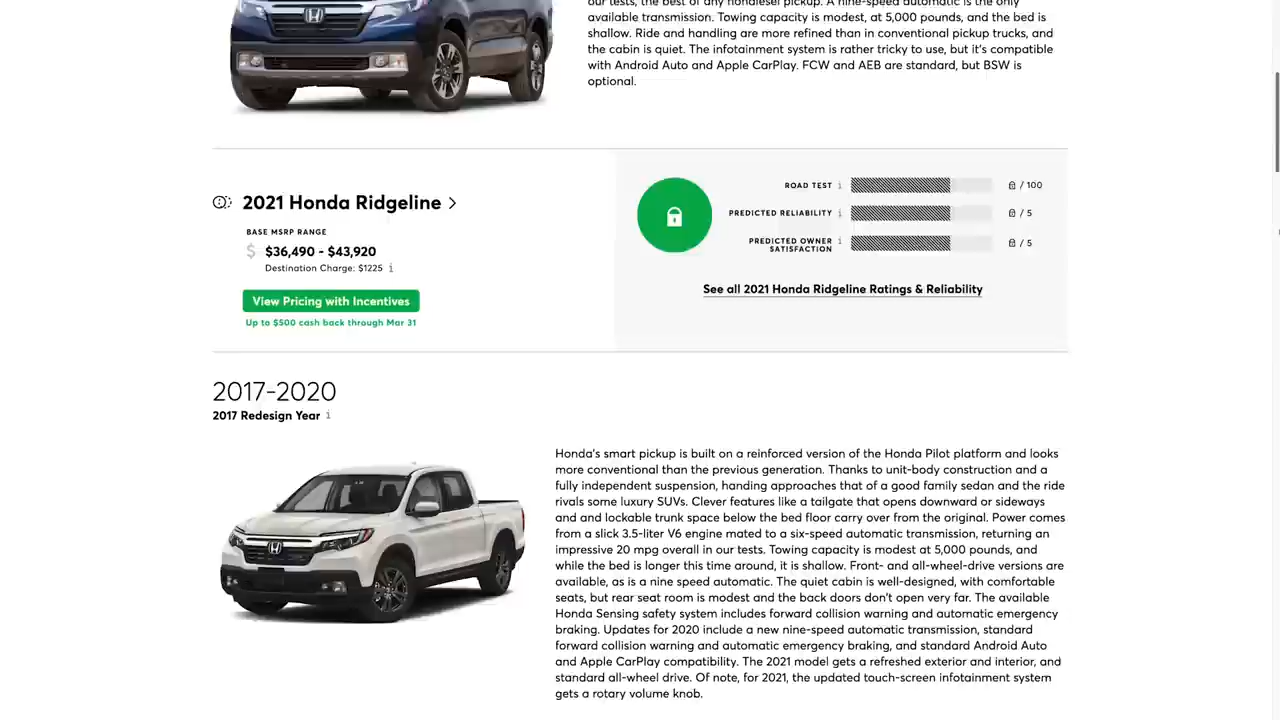 our tests, the best of any nondiesel pickup. A nine-speed automatic is the only
available transmission. Towing capacity is modest, at 5,000 pounds, and the bed is
shallow. Ride and handling are more refined than in conventional pickup trucks, and
the cabin is quiet. The infotainment system is rather tricky to use, but it's compatible
with Android Auto and Apple CarPlay. FCW and AEB are standard, but BSW is
optional.
2021 Honda Ridgeline
BASE MSRP RANGE
$ $36,490 - $43,920
Destination Charge: $1225 i
View Pricing with Incentives
Up to $500 cash back through Mar 31
ROAD TEST i / 100
PREDICTED RELIABILITY i / 5
PREDICTED OWNER i / 5
SATISFACTION
See all 2021 Honda Ridgeline Ratings & Reliability
2017-2020
2017 Redesign Year i
Honda's smart pickup is built on a reinforced version of the Honda Pilot platform and looks
more conventional than the previous generation. Thanks to unit-body construction and a
fully independent suspension, handing approaches that of a good family sedan and the ride
rivals some luxury SUVs. Clever features like a tailgate that opens downward or sideways
and and lockable trunk space below the bed floor carry over from the original. Power comes
from a slick 3.5-liter V6 engine mated to a six-speed automatic transmission, returning an
impressive 20 mpg overall in our tests. Towing capacity is modest at 5,000 pounds, and
while the bed is longer this time around, it is shallow. Front- and all-wheel-drive versions are
available, as is a nine speed automatic. The quiet cabin is well-designed, with comfortable
seats, but rear seat room is modest and the back doors don't open very far. The available
Honda Sensing safety system includes forward collision warning and automatic emergency
braking. Updates for 2020 include a new nine-speed automatic transmission, standard
forward collision warning and automatic emergency braking, and standard Android Auto
and Apple CarPlay compatibility. The 2021 model gets a refreshed exterior and interior, and
standard all-wheel drive. Of note, for 2021, the updated touch-screen infotainment system
gets a rotary volume knob.